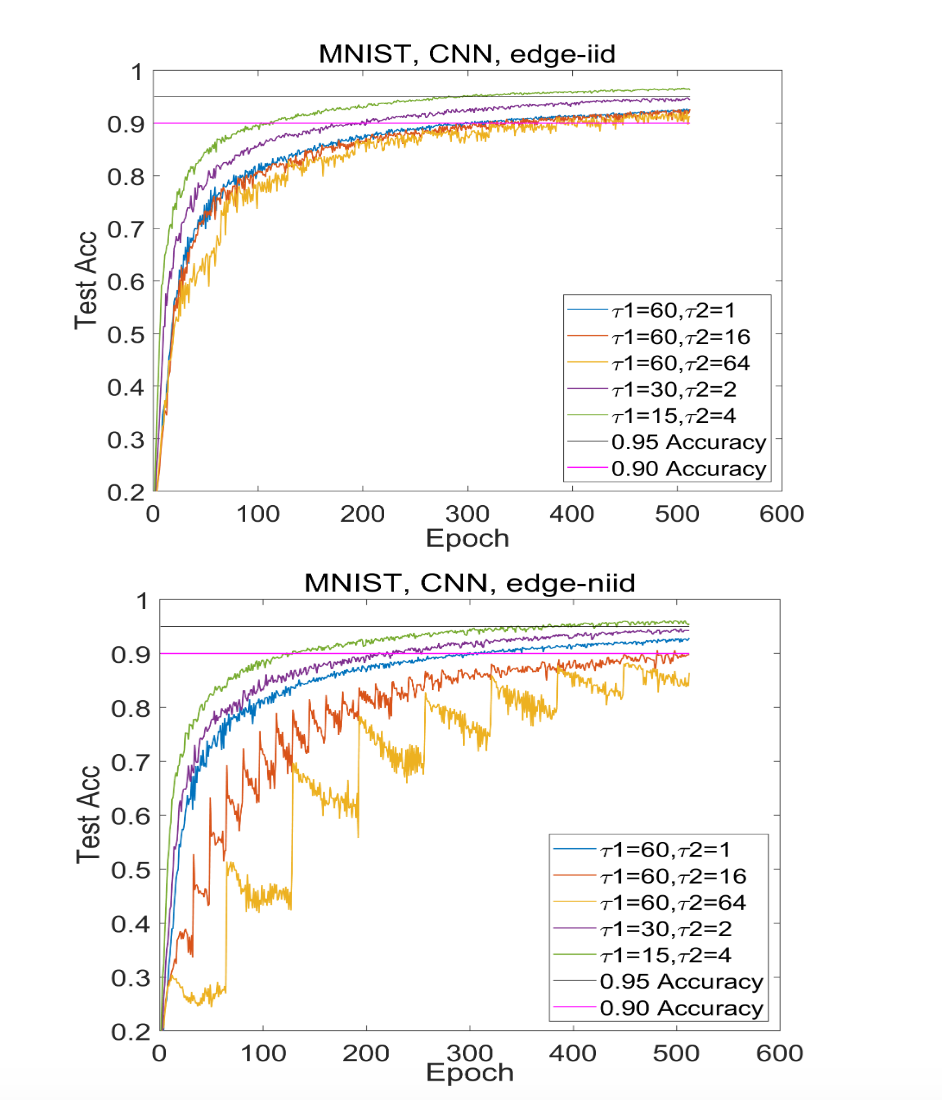 MNIST, CNN, edge-iid
1
0.9
0.8
0.7
0.6
0.5
0.4
0.3
0.2
Test Acc
τ1=60,τ2=1
τ1=60,τ2=16
τ1=60,τ2=64
τ1=30,τ2=2
τ1=15,τ2=4
0.95 Accuracy
0.90 Accuracy
0 100 200 300 400 500 600
Epoch
MNIST, CNN, edge-niid
1
0.9
0.8
0.7
0.6
0.5
0.4
0.3
0.2
Test Acc
τ1=60,τ2=1
τ1=60,τ2=16
τ1=60,τ2=64
τ1=30,τ2=2
τ1=15,τ2=4
0.95 Accuracy
0.90 Accuracy
0 100 200 300 400 500 600
Epoch